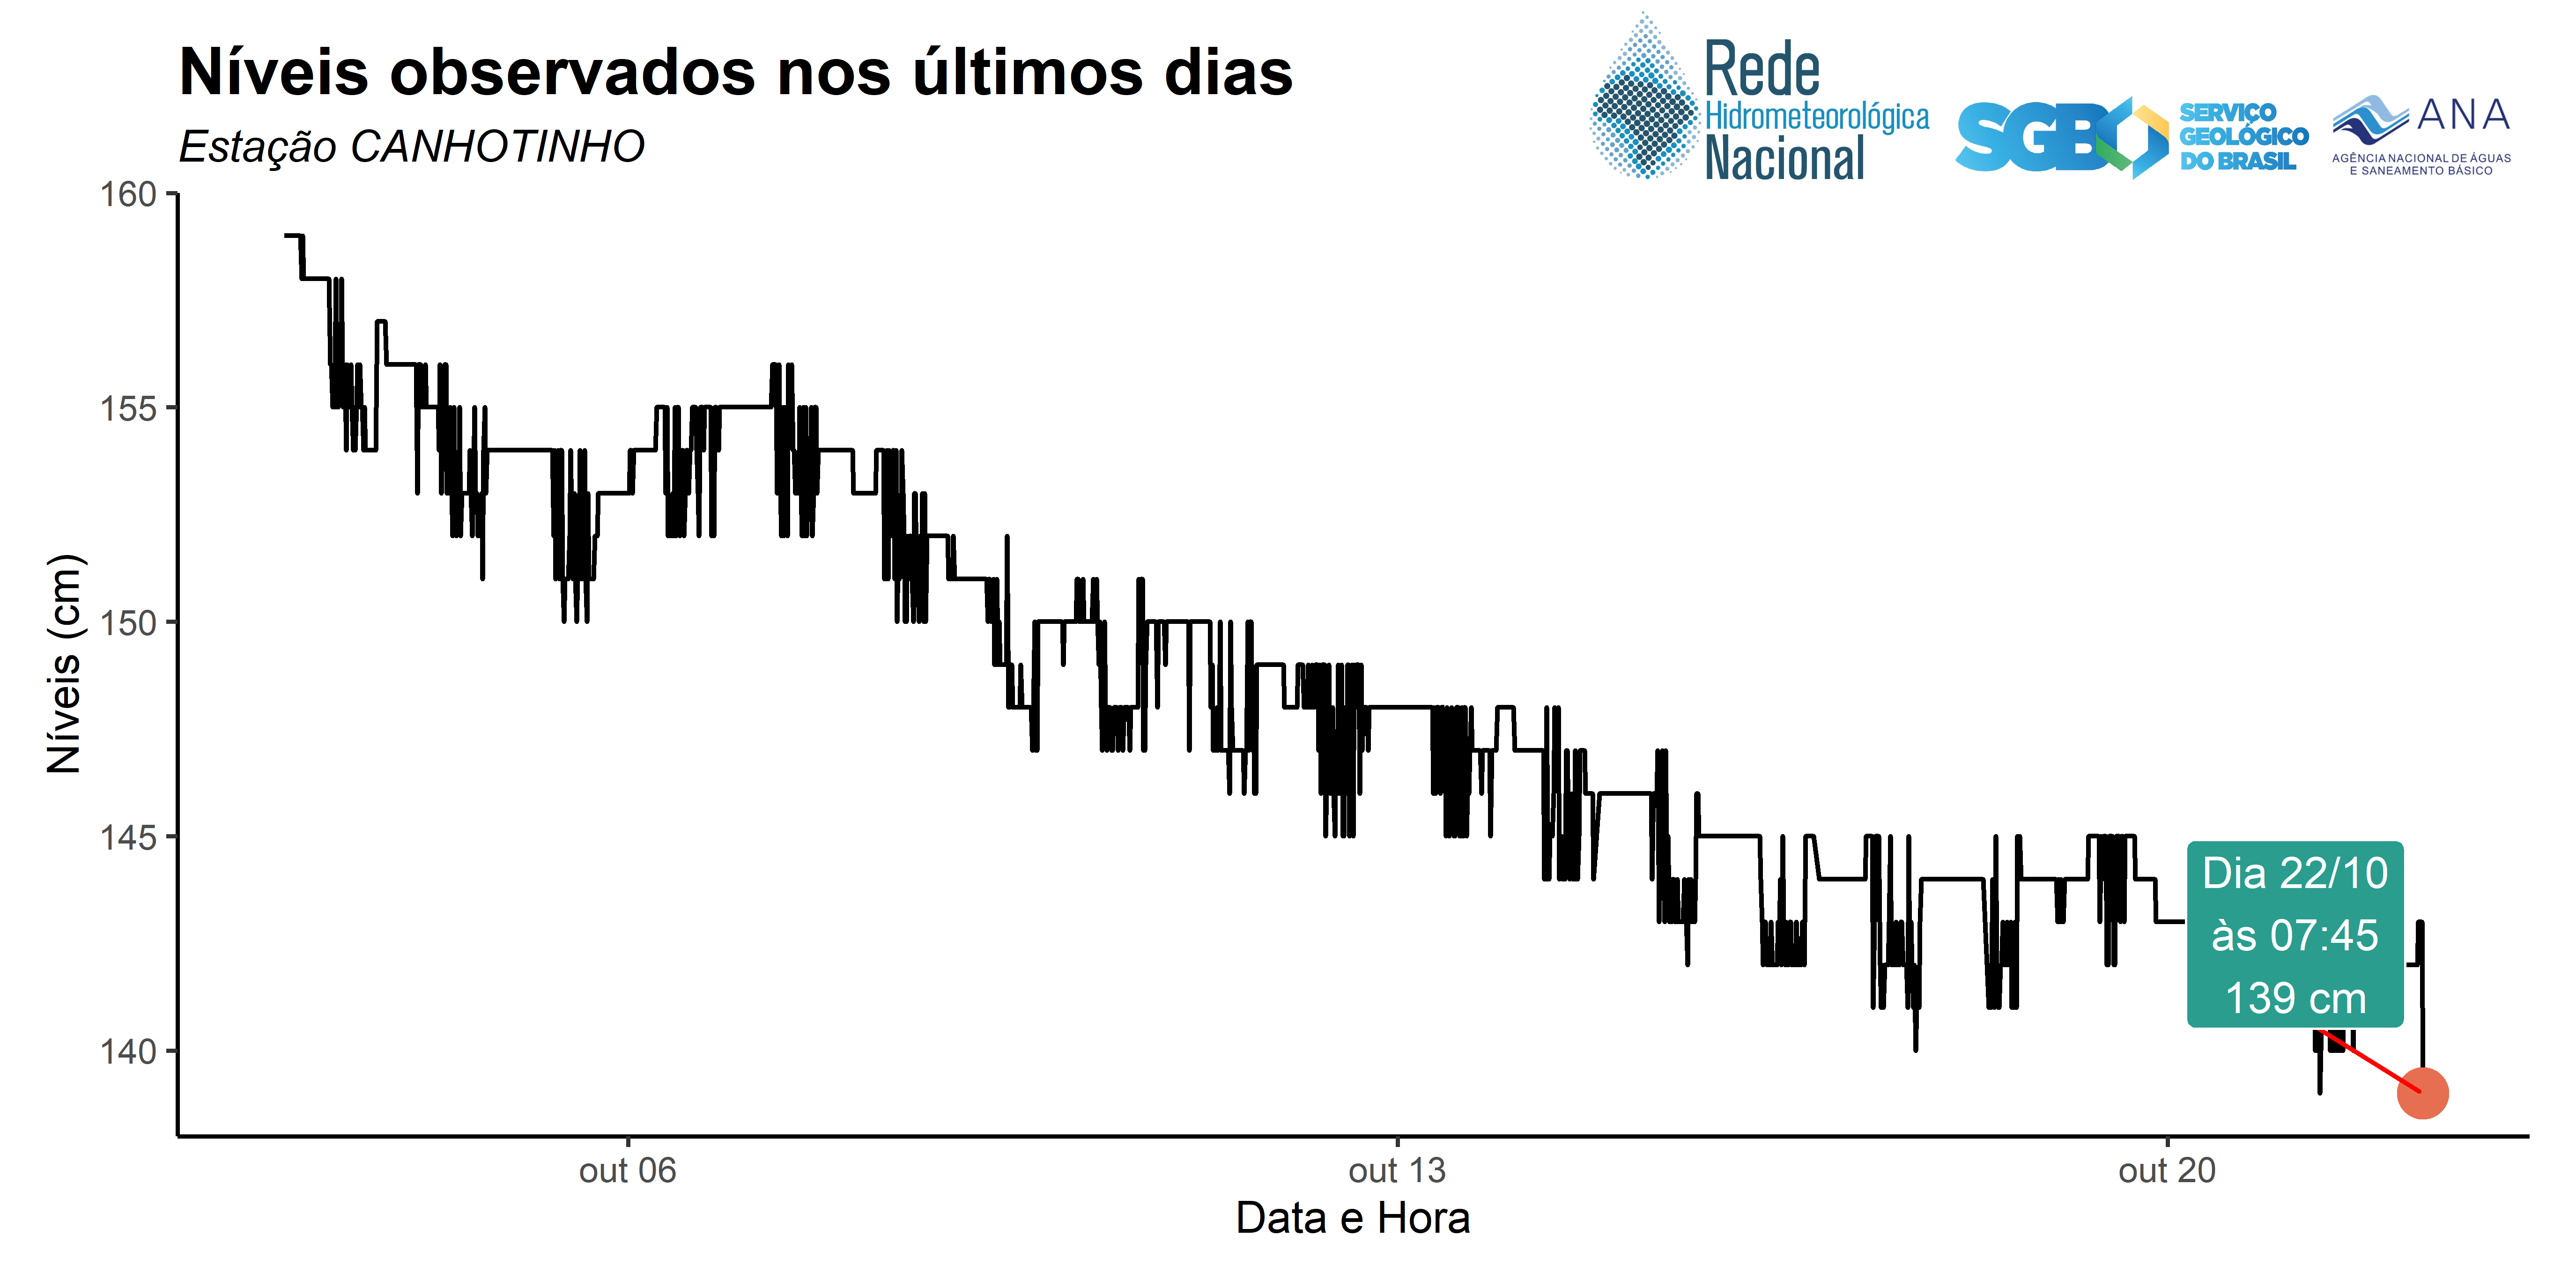 Níveis observados nos últimos dias
Estação CANHOTINHO
Rede
Hidrometeorológica
Nacional
SGB
SERVIÇO
GEOLÓGICO
DO BRASIL
ANA
AGÊNCIA NACIONAL DE ÁGUAS
E SANEAMENTO BÁSICO
Níveis (cm)
160
155
150
145
140
Dia 22/10
às 07:45
139 cm
out 06
out 13
out 20
Data e Hora